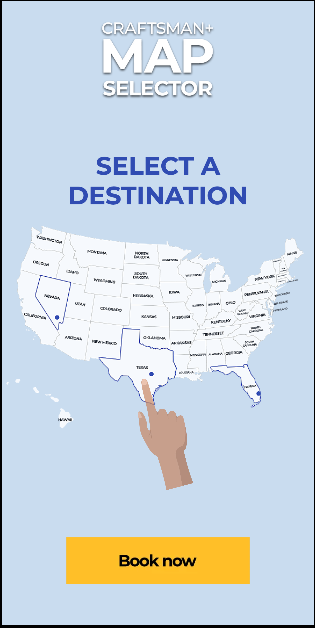 CRAFTSMAN+
MAP
SELECTOR
SELECT A
DESTINATION
WASHINGTON
MONTANA
NORTH
DAKOTA
OREGON
IDAHO
WYOMING
SOUTH
DAKOTA
NEVADA
UTAH
COLORADO
NEBRASKA
IOWA
KANSAS
MISSOURI
ILLINOIS
OHIO
NEW YORK
PENNSYLVANIA
KENTUCKY
VIRGINIA
TENNESSEE
CALIFORNIA
ARIZONA
NEW MEXICO
OKLAHOMA
ARKANSAS
GEORGIA
TEXAS
HAWAII
Book now